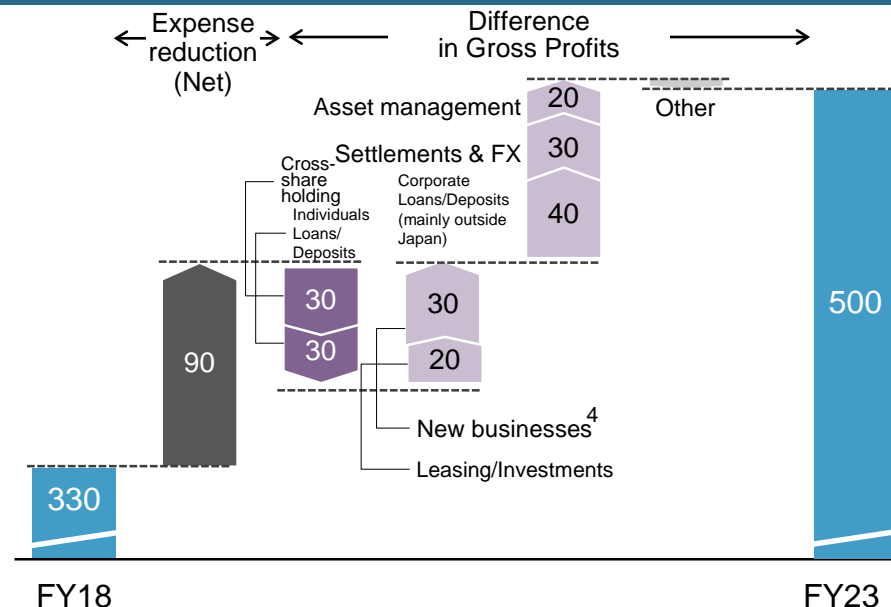 Expense
reduction
(Net)
Difference
in Gross Profits
Asset management
20
Other
Settlements & FX
30
Cross-
share
holding
Individuals
Loans/
Deposits
Corporate
Loans/Deposits
(mainly outside
Japan)
40
90
30
30
30
20
500
New businesses4
Leasing/Investments
330
FY18
FY23